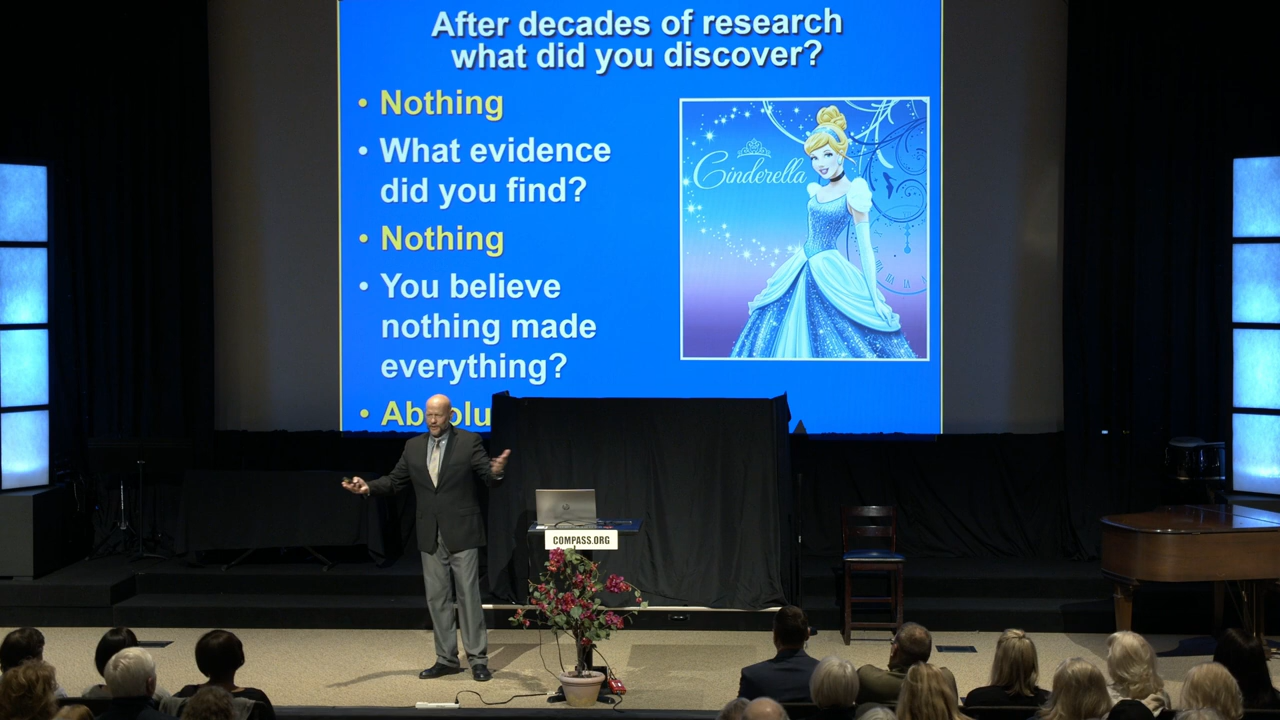 After decades of research
what did you discover?
• Nothing
• What evidence
did you find?
• Nothing
• You believe
nothing made
everything?
Cinderella
COMPASS.ORG